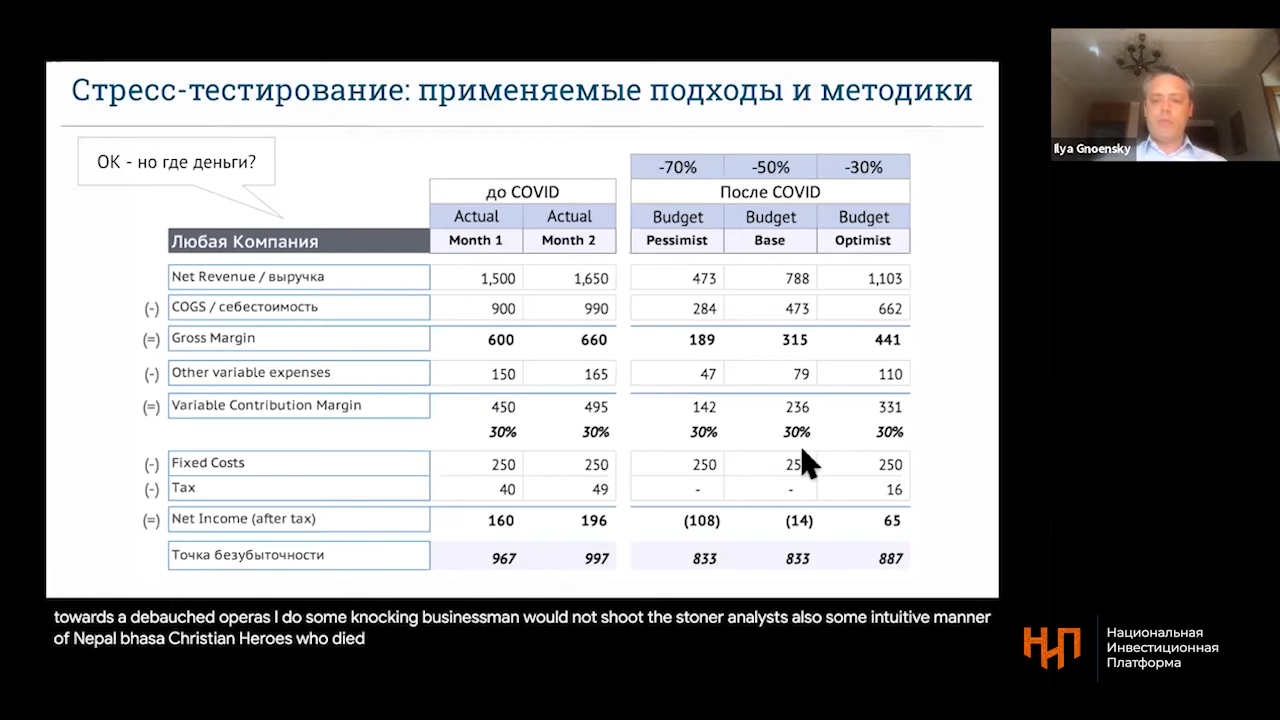 Стресс-тестирование: применяемые подходы и методики
ОК - но где деньги?
-70% -50% -30%
до COVID После COVID
Actual Actual Budget Budget Budget
Любая Компания Month 1 Month 2 Pessimist Base Optimist
Net Revenue / выручка 1,500 1,650 473 788 1,103
(-) COGS / себестоимость 900 990 284 473 662
(=) Gross Margin 600 660 189 315 441
(-) Other variable expenses 150 165 47 79 110
(=) Variable Contribution Margin 450 495 142 236 331
30% 30% 30% 30% 30%
(-) Fixed Costs 250 250 250 250
(-) Tax 40 49 - - 16
(=) Net Income (after tax) 160 196 (108) (14) 65
Точка безубыточности 967 997 833 833 887
towards a debauched operas I do some knocking businessman would not shoot the stoner analysts also some intuitive manner
of Nepal bhasa Christian Heroes who died
Ilya Gnoensky
НИП
Национальная
Инвестиционная
Платформа